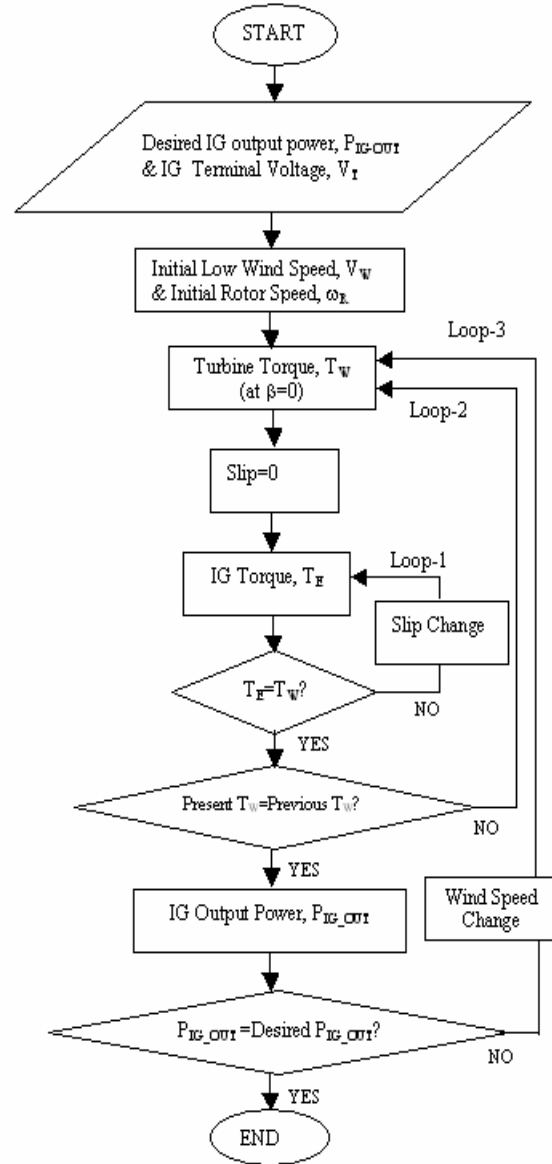 START
Desired IG output power, P_IG-OUT
& IG Terminal Voltage, V_T
Initial Low Wind Speed, V_W
& Initial Rotor Speed, ω_R
Loop-3
Turbine Torque, T_W
(at β=0)
Loop-2
Slip=0
Loop-1
IG Torque, T_E
Slip Change
T_E=T_W?
NO
YES
Present T_W=Previous T_W?
NO
YES
IG Output Power, P_IG_OUT
Wind Speed
Change
P_IG_OUT =Desired P_IG_OUT?
NO
YES
END